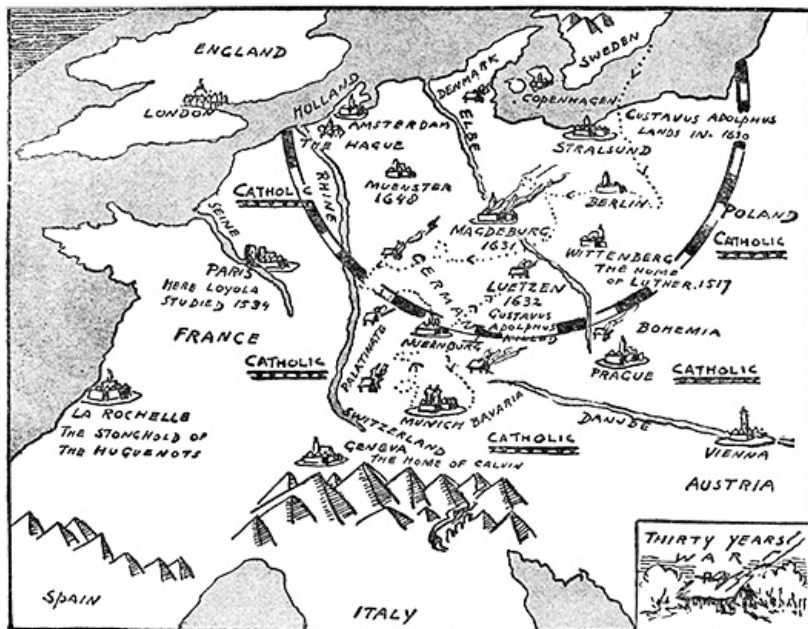 ENGLAND
LONDON
HOLLAND
AMSTERDAM
THE HAGUE
DENMARK
SWEDEN
COPENHAGEN
ELBE
STRALSUND
GUSTAVUS ADOLPHUS
LANDS IN 1630
RHINE
MUENSTER
1648
BERLIN
CATHOLIC
SEINE
MAGDEBURG
1631
POLAND
CATHOLIC
PARIS
HERE LOYOLA
STUDIED 1534
WITTENBERG
THE HOME
OF LUTHER. 1517
GERMANY
LUETZEN
1632
GUSTAVUS
ADOLPHUS
KILLED
FRANCE
NUERNBURG
BOHEMIA
PALATINATE
CATHOLIC
PRAGUE
CATHOLIC
LA ROCHELLE
THE STONGHOLD OF
THE HUGUENOTS
MUNICH BAVARIA
DANUBE
SWITZERLAND
GENEVA
THE HOME OF CALVIN
CATHOLIC
VIENNA
AUSTRIA
THIRTY YEARS'
WAR
SPAIN
ITALY